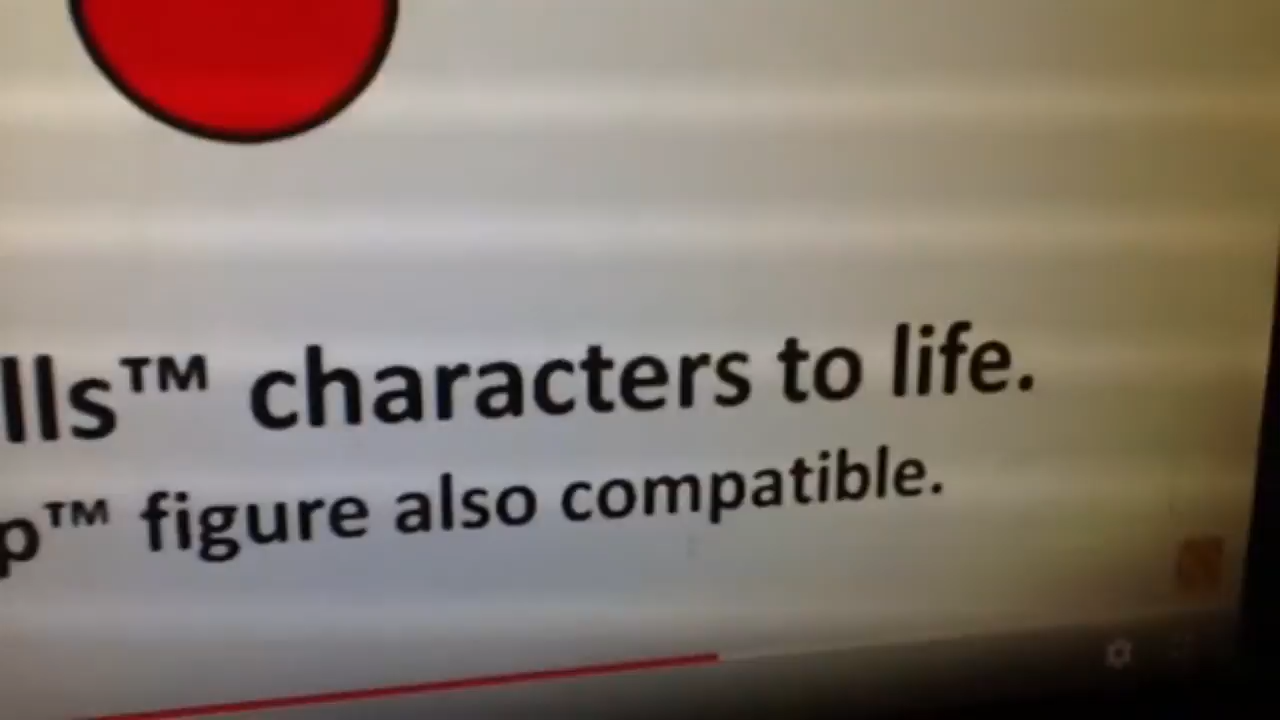 lls™ characters to life.
p™ figure also compatible.